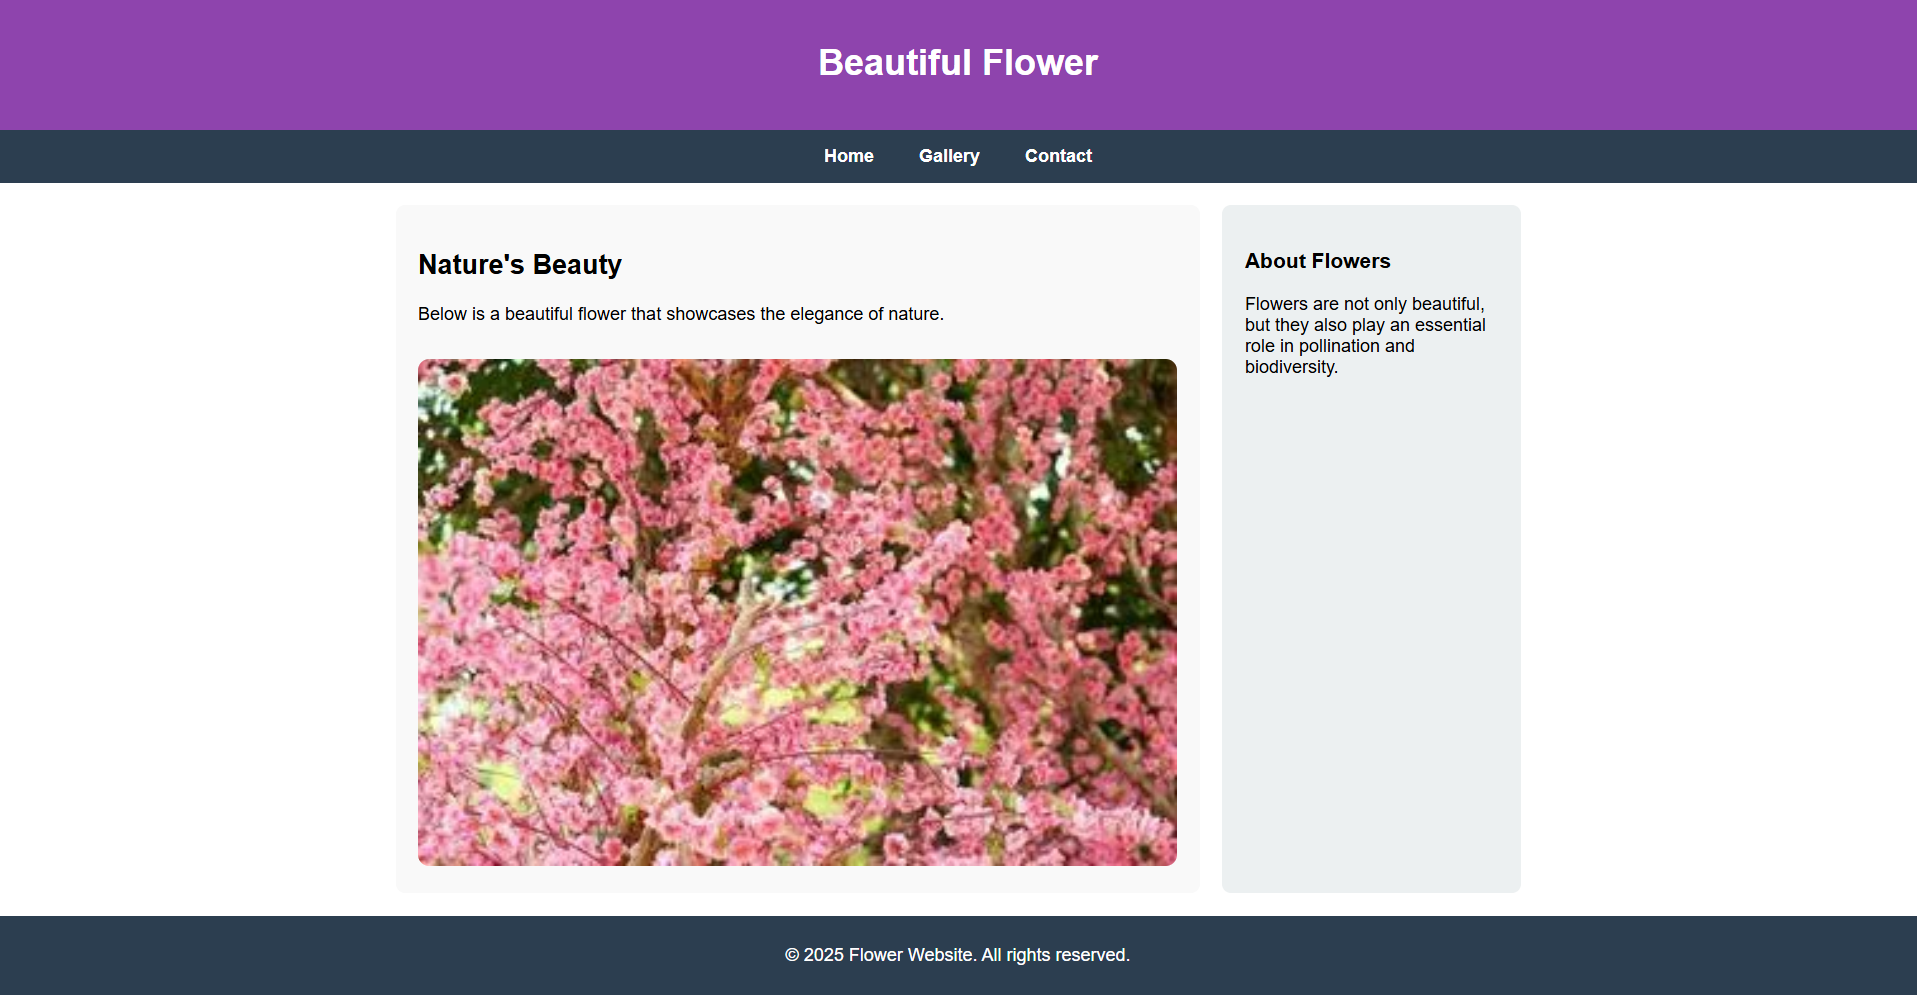 Beautiful Flower
Home Gallery Contact
Nature's Beauty
Below is a beautiful flower that showcases the elegance of nature.
About Flowers
Flowers are not only beautiful,
but they also play an essential
role in pollination and
biodiversity.
© 2025 Flower Website. All rights reserved.